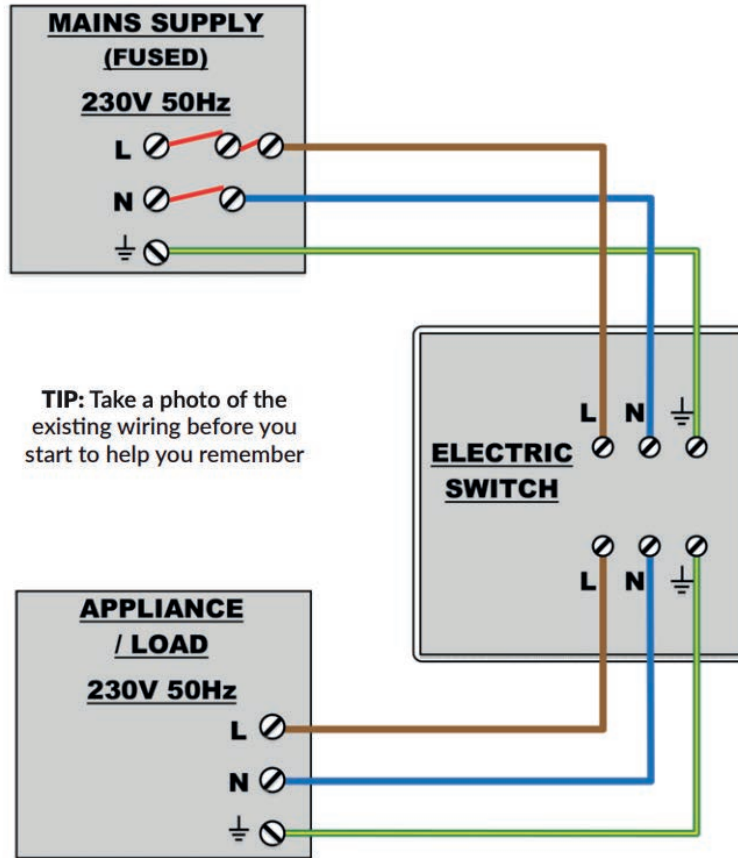 MAINS SUPPLY
(FUSED)
230V 50Hz
L
N
TIP: Take a photo of the
existing wiring before you
start to help you remember
L N
ELECTRIC
SWITCH
L N
APPLIANCE
/ LOAD
230V 50Hz
L
N